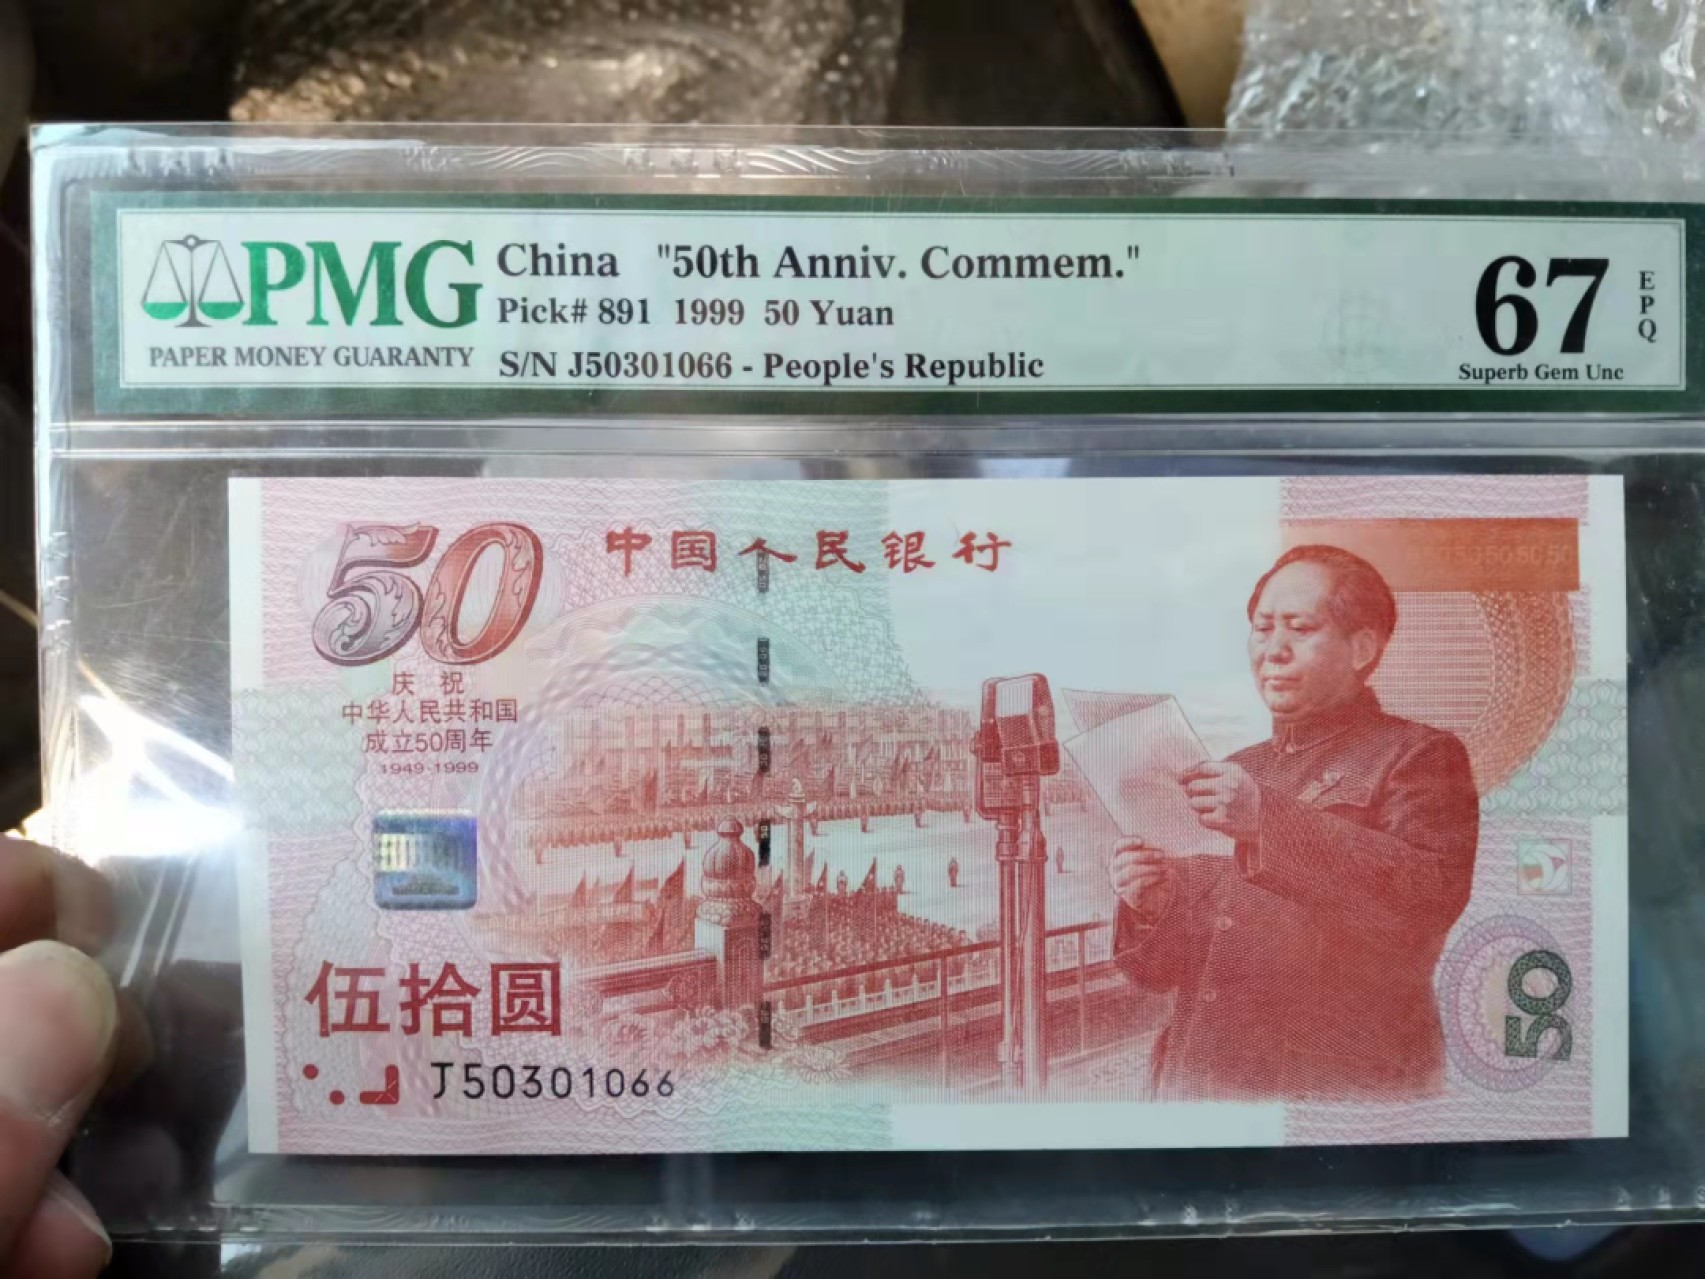 PMG
PAPER MONEY GUARANTY
China "50th Anniv. Commem."
Pick# 891 1999 50 Yuan
S/N J50301066 - People's Republic
67
EPQ
Superb Gem Unc
50
中国人民银行
庆祝
中华人民共和国
成立50周年
1949-1999
伍拾圆
J50301066
50